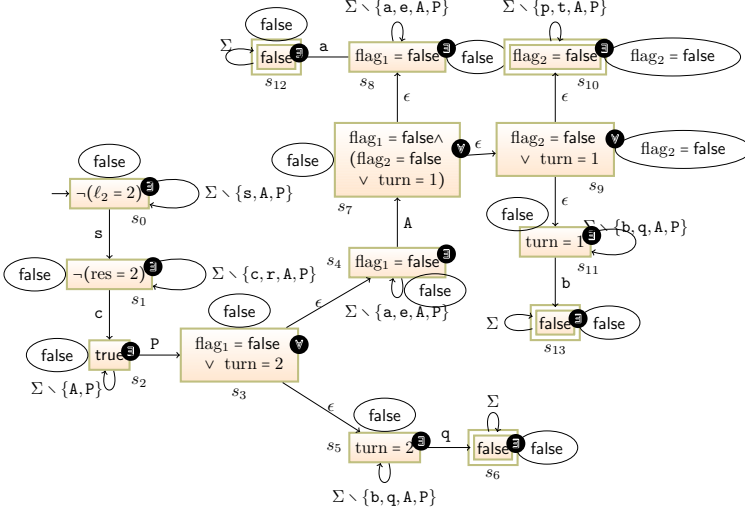 Σ∖{a,e,A,P}
Σ∖{p,t,A,P}
false
Σ
false
∃
a
flag₁ = false
∃
false
flag₂ = false
∃
flag₂ = false
s₁₂
s₈
s₁₀
ϵ
ϵ
false
flag₁ = false∧
(flag₂ = false
∨ turn = 1)
∀
s₇
ϵ
flag₂ = false
∨ turn = 1
∀
s₉
flag₂ = false
false
¬(ℓ₂ = 2)
∃
s₀
Σ∖{s,A,P}
ϵ
false
turn = 1
∃
s₁₁
Σ∖{b,q,A,P}
s
A
false
¬(res = 2)
∃
s₁
Σ∖{c,r,A,P}
s₄
flag₁ = false
∃
false
Σ∖{a,e,A,P}
b
c
ϵ
Σ
false
∃
false
s₁₃
false
false
true
∃
s₂
P
flag₁ = false
∨ turn = 2
∀
s₃
Σ∖{A,P}
ϵ
false
s₅
turn = 2
∃
q
Σ
false
∃
false
s₆
Σ∖{b,q,A,P}